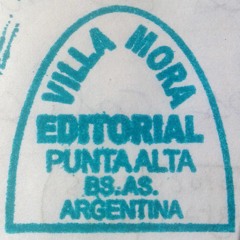 VILLA MORA
EDITORIAL
PUNTA ALTA
BS. AS.
ARGENTINA